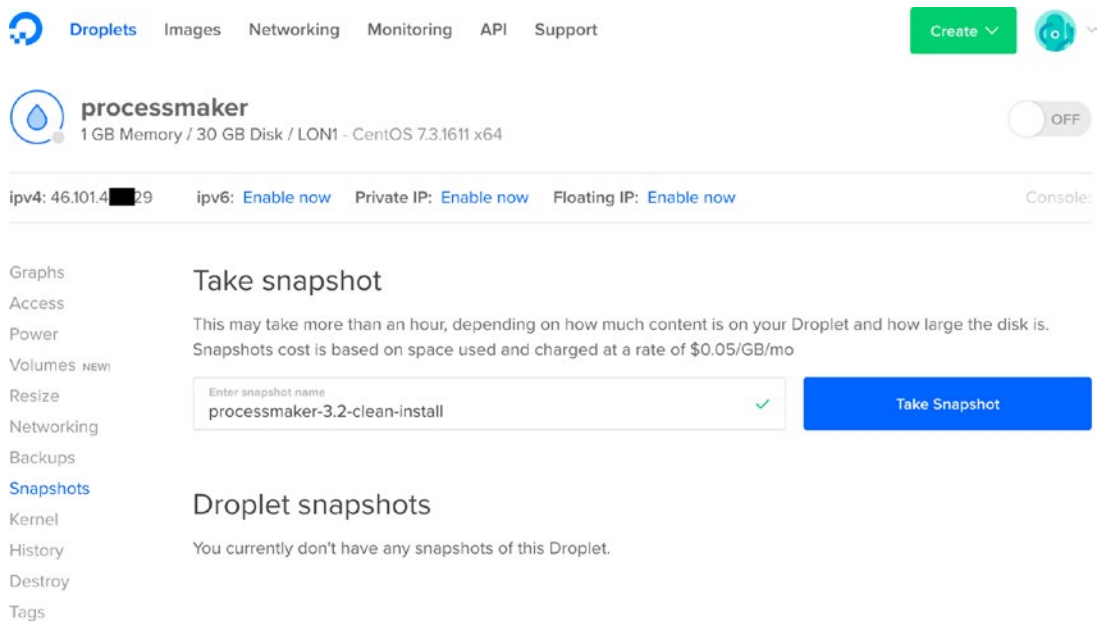 Droplets Images Networking Monitoring API Support Create
processmaker
1 GB Memory / 30 GB Disk / LON1 - CentOS 7.3.1611 x64
OFF
ipv4: 46.101.4 29 ipv6: Enable now Private IP: Enable now Floating IP: Enable now Console:
Graphs
Access
Power
Volumes NEW!
Resize
Networking
Backups
Snapshots
Kernel
History
Destroy
Tags
Take snapshot
This may take more than an hour, depending on how much content is on your Droplet and how large the disk is.
Snapshots cost is based on space used and charged at a rate of $0.05/GB/mo
Enter snapshot name
processmaker-3.2-clean-install
Take Snapshot
Droplet snapshots
You currently don't have any snapshots of this Droplet.